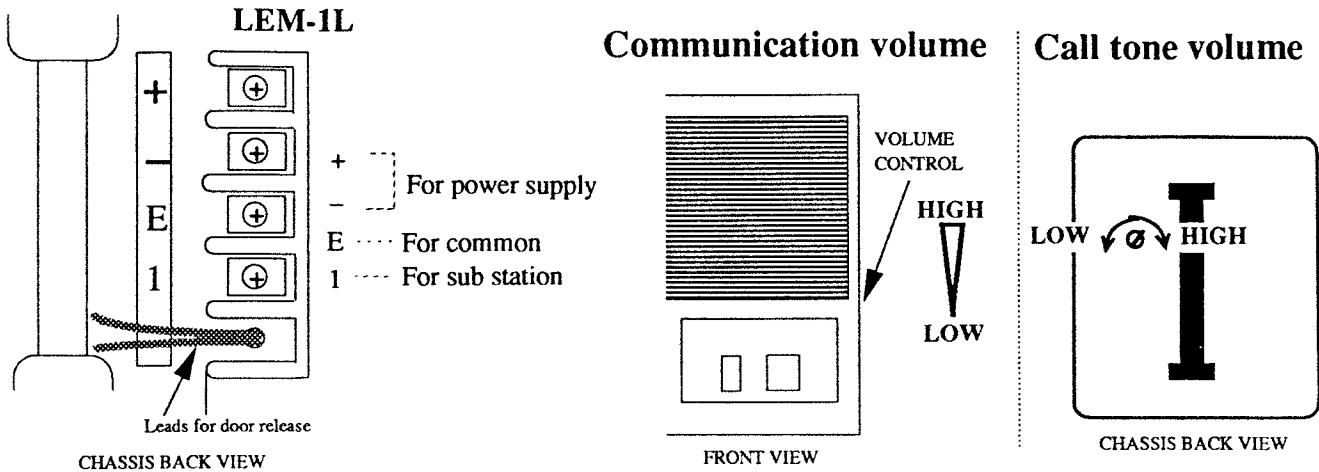 LEM-1L
+
−
E
1
+
−
For power supply
E ···· For common
1 ···· For sub station
Leads for door release
CHASSIS BACK VIEW
Communication volume
VOLUME
CONTROL
HIGH
LOW
FRONT VIEW
Call tone volume
LOW
HIGH
CHASSIS BACK VIEW